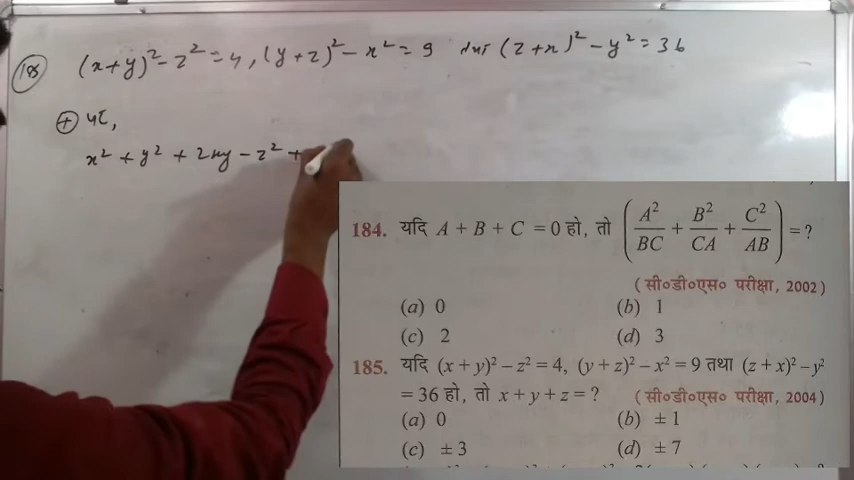 185 (x+y)² - z² = 4, (y+z)² - x² = 9 तथा (z+x)² - y² = 36
+ पर,
x² + y² + 2xy - z² +
184. यदि A + B + C = 0 हो, तो (A²/BC + B²/CA + C²/AB) = ?
(सी०डी०एस० परीक्षा, 2002)
(a) 0 (b) 1
(c) 2 (d) 3
185. यदि (x + y)² – z² = 4, (y + z)² – x² = 9 तथा (z + x)² – y²
= 36 हो, तो x + y + z = ? (सी०डी०एस० परीक्षा, 2004)
(a) 0 (b) ± 1
(c) ± 3 (d) ± 7